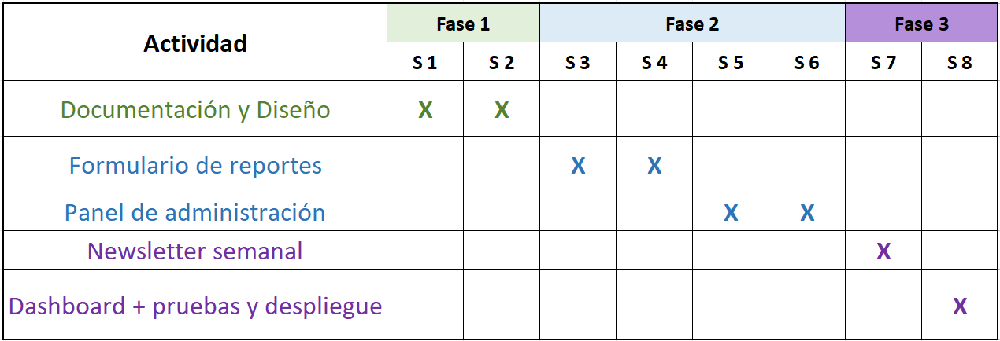 Actividad
Fase 1 Fase 2 Fase 3
S 1 S 2 S 3 S 4 S 5 S 6 S 7 S 8
Documentación y Diseño X X
Formulario de reportes X X
Panel de administración X X
Newsletter semanal X
Dashboard + pruebas y despliegue X